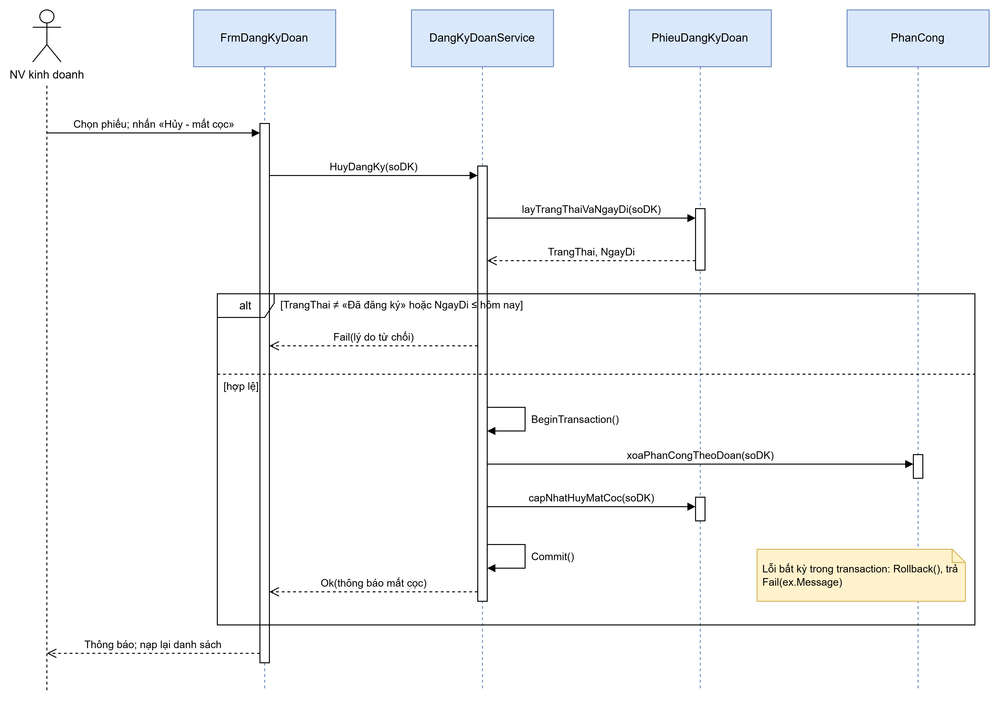 FrmDangKyDoan
DangKyDoanService
PhieuDangKyDoan
PhanCong
NV kinh doanh
Chọn phiếu; nhấn «Hủy - mất cọc»
HuyDangKy(soDK)
layTrangThaiVaNgayDi(soDK)
TrangThai, NgayDi
alt
[TrangThai ≠ «Đã đăng ký» hoặc NgayDi ≤ hôm nay]
Fail(lý do từ chối)
[hợp lệ]
BeginTransaction()
xoaPhanCongTheoDoan(soDK)
capNhatHuyMatCoc(soDK)
Commit()
Lỗi bất kỳ trong transaction: Rollback(), trả
Fail(ex.Message)
Ok(thông báo mất cọc)
Thông báo; nạp lại danh sách